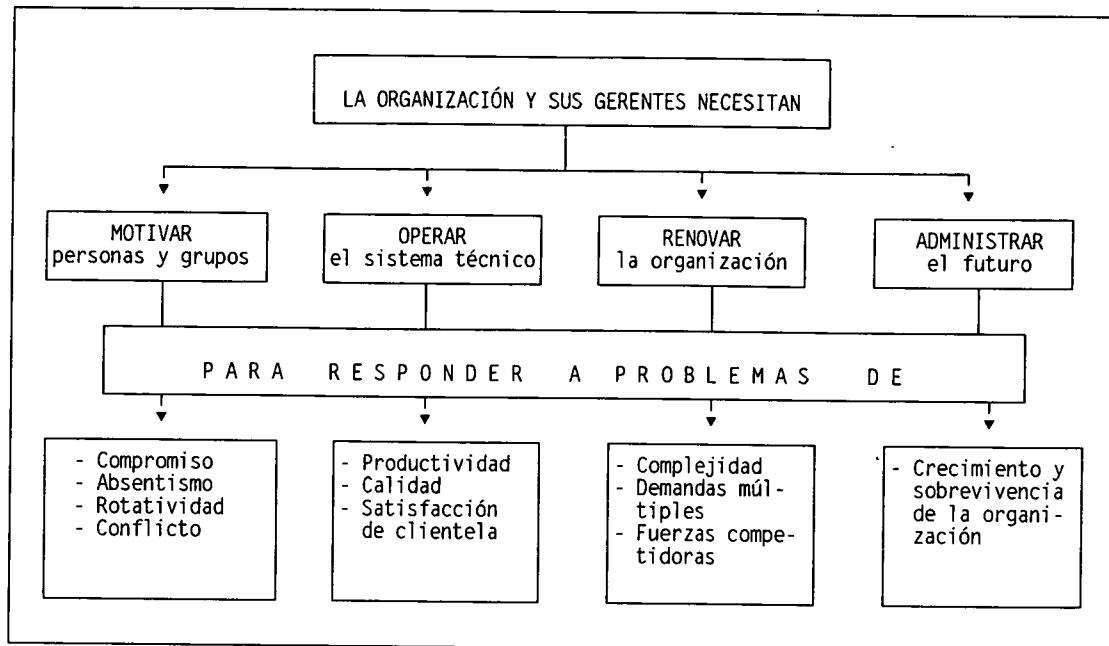 LA ORGANIZACIÓN Y SUS GERENTES NECESITAN
MOTIVAR
personas y grupos
OPERAR
el sistema técnico
RENOVAR
la organización
ADMINISTRAR
el futuro
PARA RESPONDER A PROBLEMAS DE
- Compromiso
- Absentismo
- Rotatividad
- Conflicto
- Productividad
- Calidad
- Satisfacción
de clientela
- Complejidad
- Demandas múl-
tiples
- Fuerzas compe-
tidoras
- Crecimiento y
sobrevivencia
de la organi-
zación